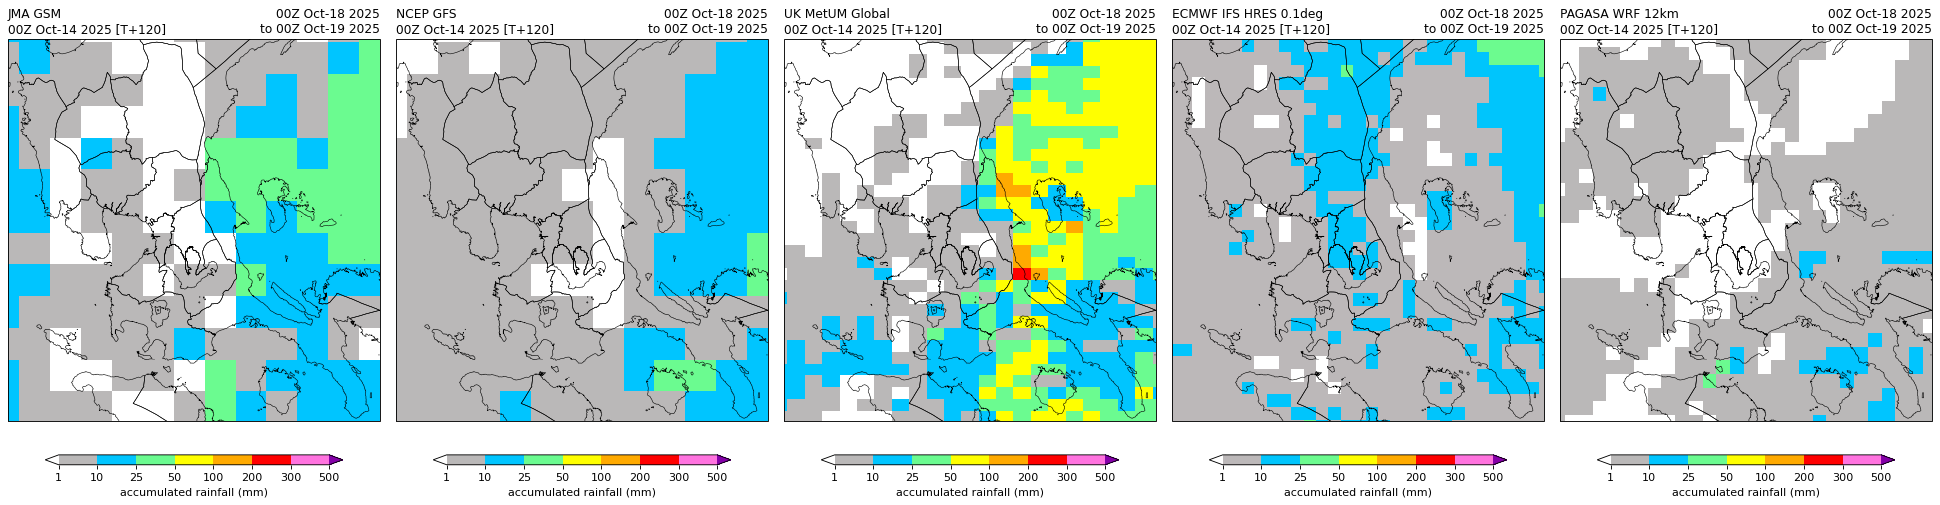 JMA GSM 00Z Oct-18 2025
00Z Oct-14 2025 [T+120] to 00Z Oct-19 2025
1 10 25 50 100 200 300 500
accumulated rainfall (mm)
NCEP GFS 00Z Oct-18 2025
00Z Oct-14 2025 [T+120] to 00Z Oct-19 2025
1 10 25 50 100 200 300 500
accumulated rainfall (mm)
UK MetUM Global 00Z Oct-18 2025
00Z Oct-14 2025 [T+120] to 00Z Oct-19 2025
1 10 25 50 100 200 300 500
accumulated rainfall (mm)
ECMWF IFS HRES 0.1deg 00Z Oct-18 2025
00Z Oct-14 2025 [T+120] to 00Z Oct-19 2025
1 10 25 50 100 200 300 500
accumulated rainfall (mm)
PAGASA WRF 12km 00Z Oct-18 2025
00Z Oct-14 2025 [T+120] to 00Z Oct-19 2025
1 10 25 50 100 200 300 500
accumulated rainfall (mm)